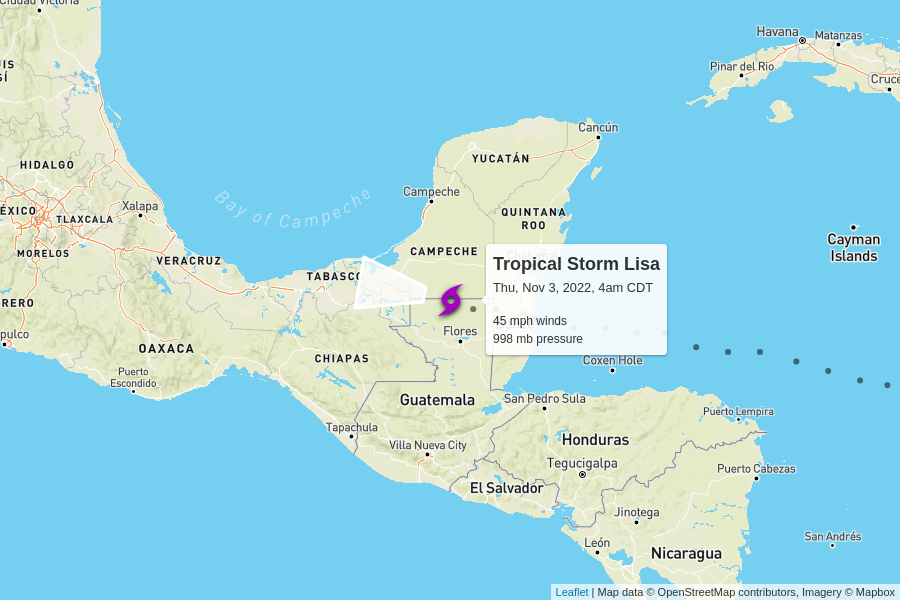 Ciudad Victoria
Havana
Matanzas
UIS
SÍ
Pinar del Rio
Cruce
Cancún
YUCATÁN
HIDALGO
Campeche
Bay of Campeche
Xalapa
ÉXICO
TLAXCALA
QUINTANA
ROO
MORELOS
VERACRUZ
CAMPECHE
Cayman
Islands
Tropical Storm Lisa
Thu, Nov 3, 2022, 4am CDT
45 mph winds
998 mb pressure
TABASCO
RERO
pulco
Flores
OAXACA
CHIAPAS
Coxen Hole
Puerto
Escondido
Guatemala
San Pedro Sula
Puerto Lempira
Tapachula
Villa Nueva City
Honduras
Tegucigalpa
Puerto Cabezas
El Salvador
Jinotega
León
San Andrés
Nicaragua
Leaflet | Map data © OpenStreetMap contributors, Imagery © Mapbox